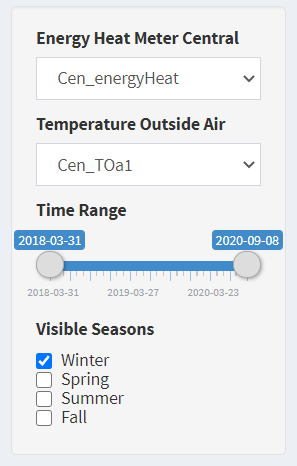 Energy Heat Meter Central
Cen_energyHeat
Temperature Outside Air
Cen_TOa1
Time Range
2018-03-31 2020-09-08
2018-03-31 2019-03-27 2020-03-23
Visible Seasons
Winter
Spring
Summer
Fall